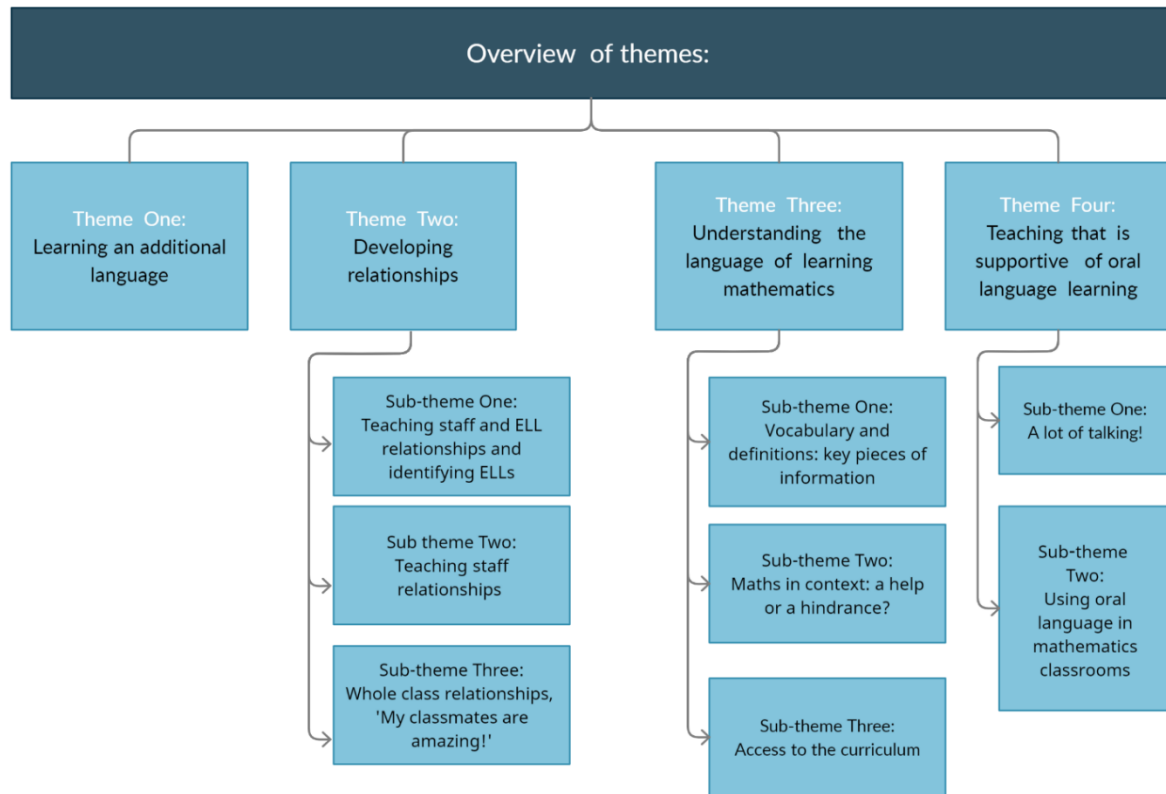 Overview of themes:
Theme One:
Learning an additional
language
Theme Two:
Developing
relationships
Sub-theme One:
Teaching staff and ELL
relationships and
identifying ELLs
Sub theme Two:
Teaching staff
relationships
Sub-theme Three:
Whole class relationships,
'My classmates are
amazing!'
Theme Three:
Understanding the
language of learning
mathematics
Sub-theme One:
Vocabulary and
definitions: key pieces of
information
Sub-theme Two:
Maths in context: a help
or a hindrance?
Sub-theme Three:
Access to the curriculum
Theme Four:
Teaching that is
supportive of oral
language learning
Sub-theme One:
A lot of talking!
Sub-theme
Two:
Using oral
language in
mathematics
classrooms